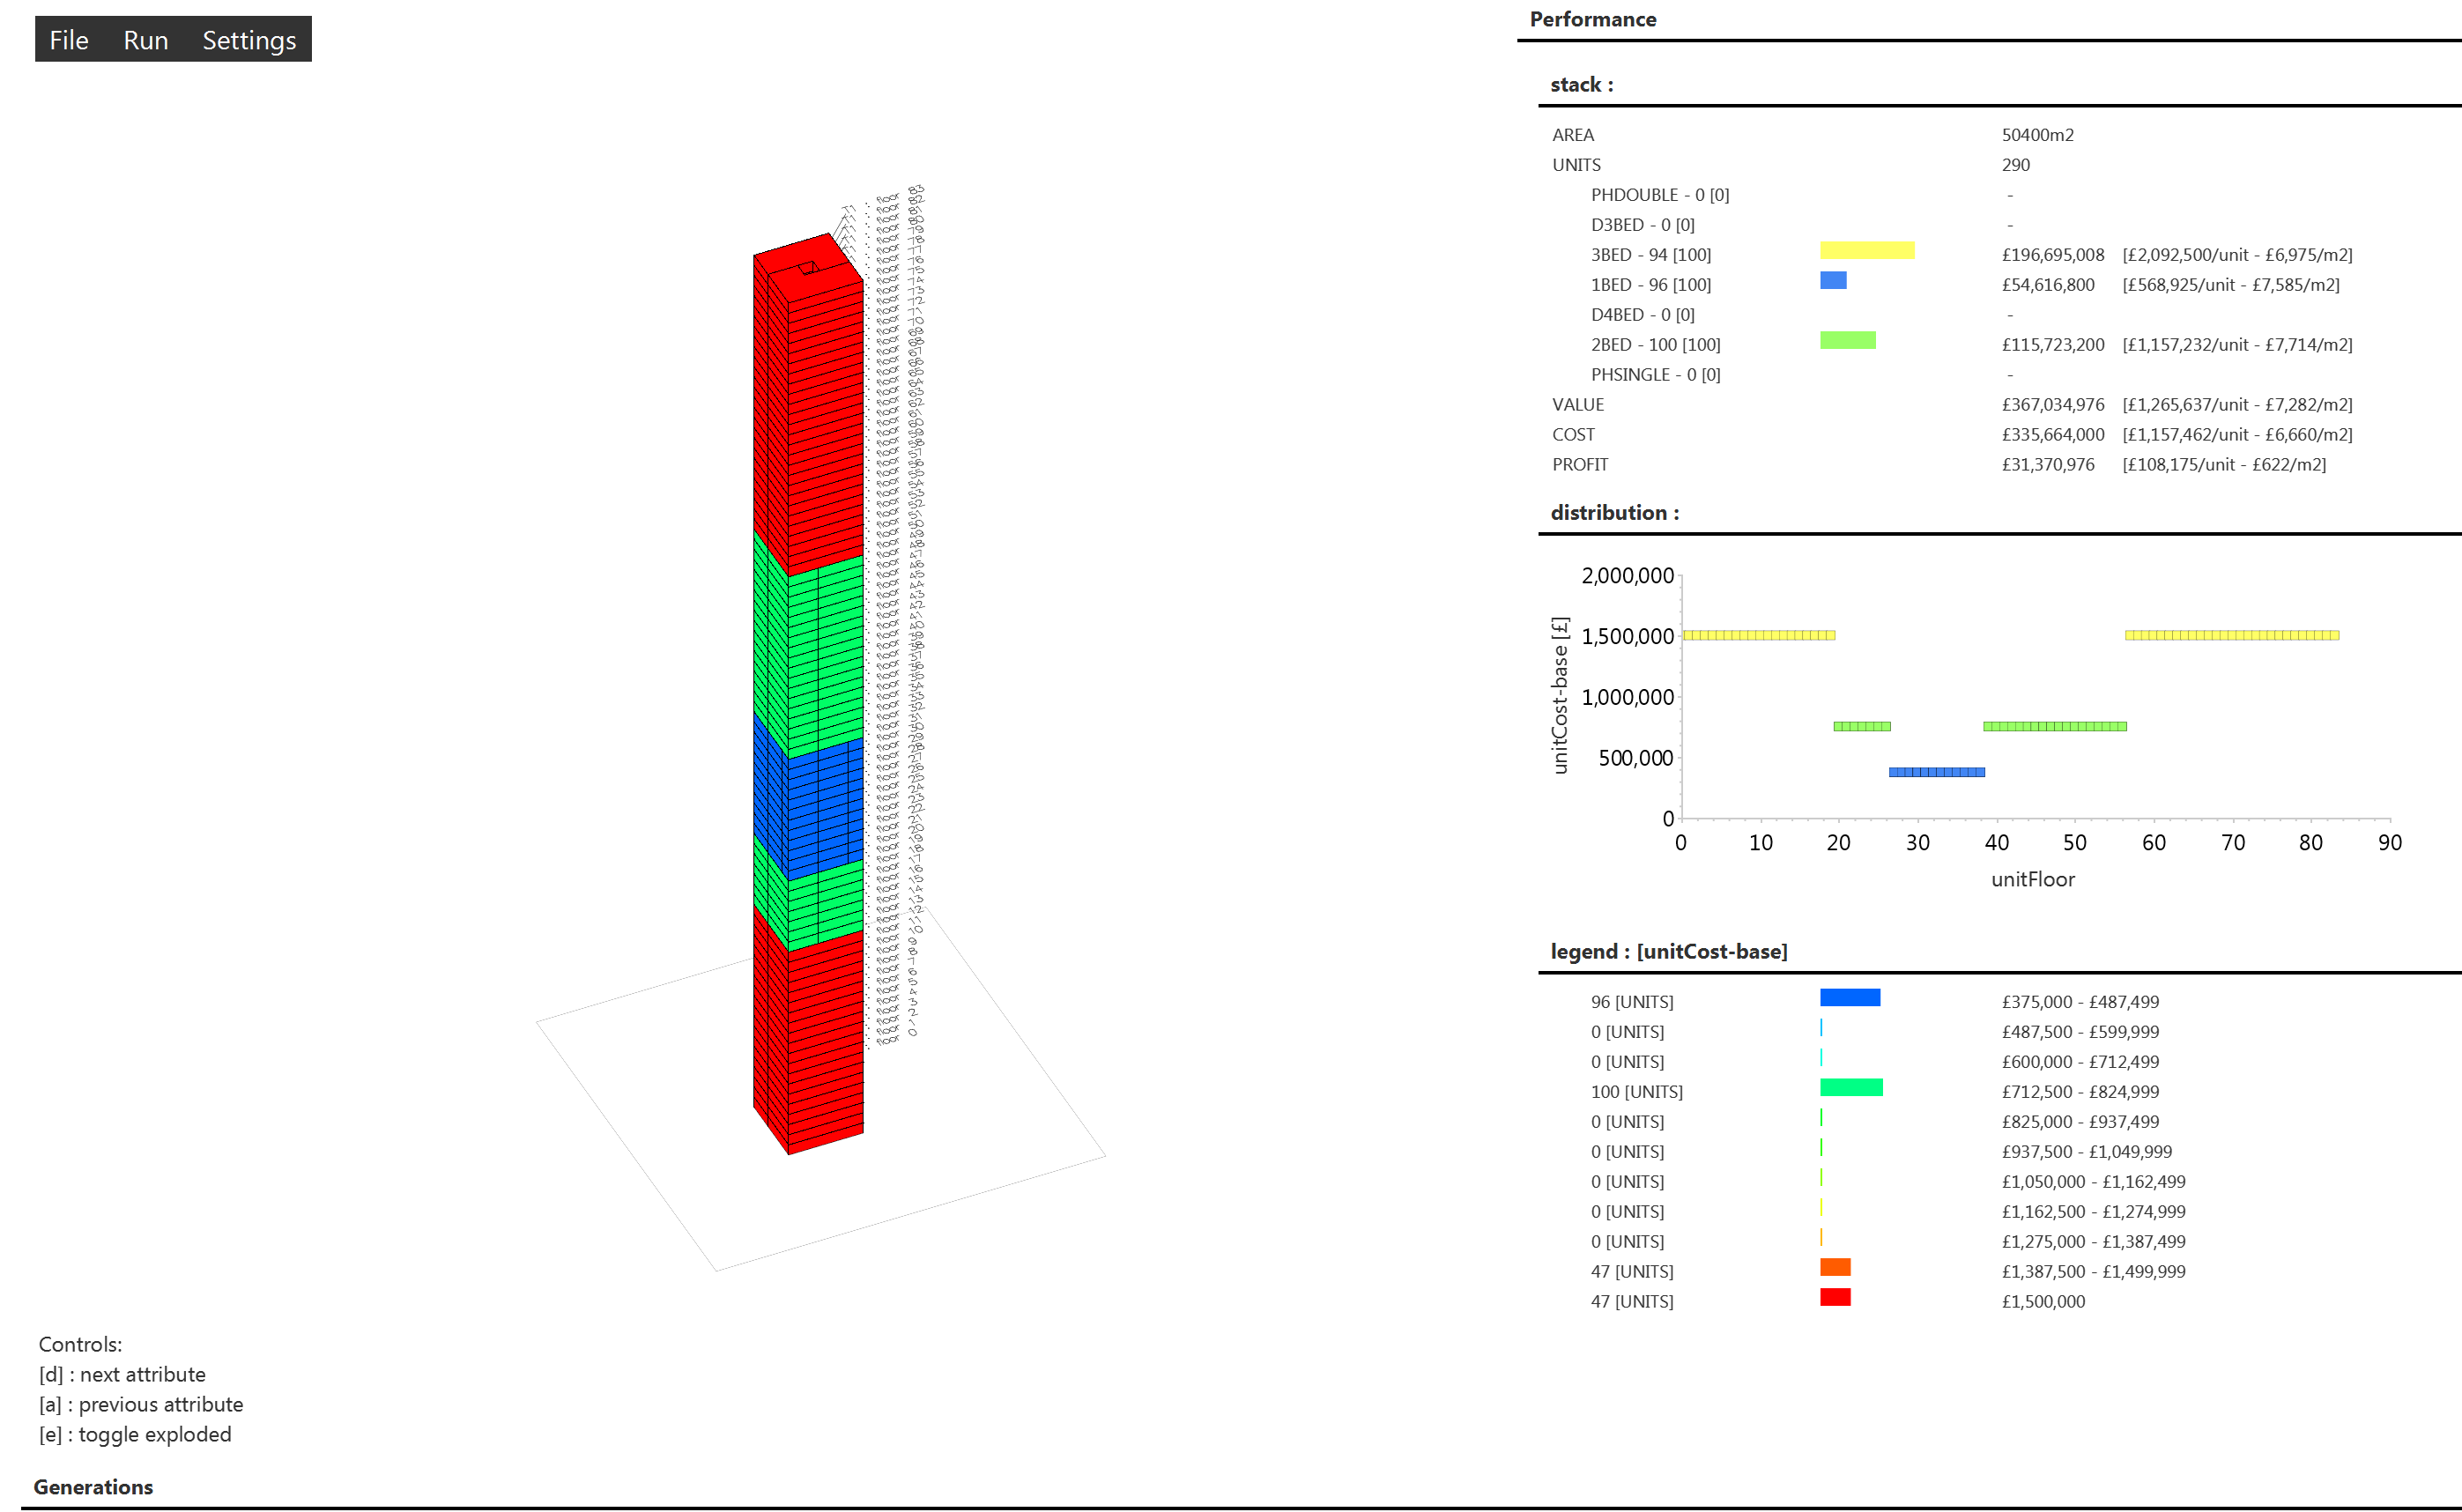 File Run Settings
Performance
stack :
AREA 50400m2
UNITS 290
PHDOUBLE - 0 [0] -
D3BED - 0 [0] -
3BED - 94 [100] £196,695,008 [£2,092,500/unit - £6,975/m2]
1BED - 96 [100] £54,616,800 [£568,925/unit - £7,585/m2]
D4BED - 0 [0] -
2BED - 100 [100] £115,723,200 [£1,157,232/unit - £7,714/m2]
PHSINGLE - 0 [0] -
VALUE £367,034,976 [£1,265,637/unit - £7,282/m2]
COST £335,664,000 [£1,157,462/unit - £6,660/m2]
PROFIT £31,370,976 [£108,175/unit - £622/m2]
distribution :
2,000,000
1,500,000
1,000,000
500,000
0
unitCost-base [£]
0 10 20 30 40 50 60 70 80 90
unitFloor
legend : [unitCost-base]
96 [UNITS] £375,000 - £487,499
0 [UNITS] £487,500 - £599,999
0 [UNITS] £600,000 - £712,499
100 [UNITS] £712,500 - £824,999
0 [UNITS] £825,000 - £937,499
0 [UNITS] £937,500 - £1,049,999
0 [UNITS] £1,050,000 - £1,162,499
0 [UNITS] £1,162,500 - £1,274,999
0 [UNITS] £1,275,000 - £1,387,499
47 [UNITS] £1,387,500 - £1,499,999
47 [UNITS] £1,500,000
Controls:
[d] : next attribute
[a] : previous attribute
[e] : toggle exploded
Generations